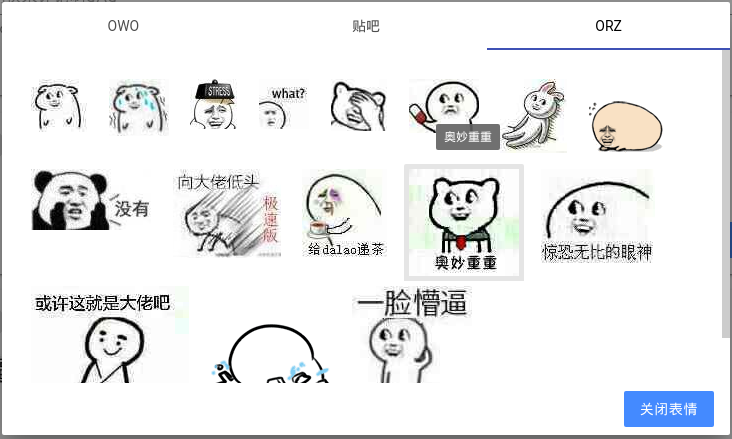 OWO
贴吧
ORZ
STRESS
what?
奥妙重重
没有
向大佬低头
极速版
给dalao递茶
奥妙重重
惊恐无比的眼神
或许这就是大佬吧
一脸懵逼
关闭表情